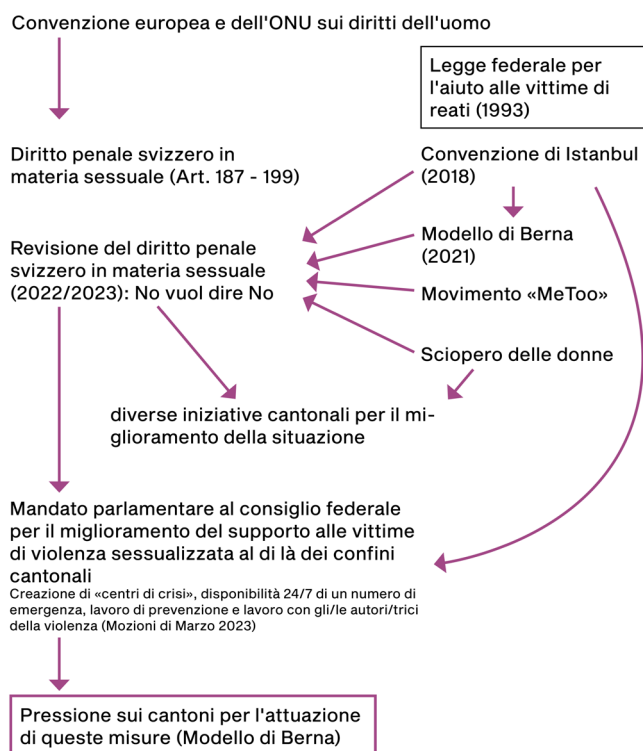 Convenzione europea e dell'ONU sui diritti dell'uomo
Legge federale per
l'aiuto alle vittime di
reati (1993)
Diritto penale svizzero in
materia sessuale (Art. 187 - 199)
Convenzione di Istanbul
(2018)
Revisione del diritto penale
svizzero in materia sessuale
(2022/2023): No vuol dire No
Modello di Berna
(2021)
Movimento «MeToo»
Sciopero delle donne
diverse iniziative cantonali per il mi-
glioramento della situazione
Mandato parlamentare al consiglio federale
per il miglioramento del supporto alle vittime
di violenza sessualizzata al di là dei confini
cantonali
Creazione di «centri di crisi», disponibilità 24/7 di un numero di
emergenza, lavoro di prevenzione e lavoro con gli/le autori/trici
della violenza (Mozioni di Marzo 2023)
Pressione sui cantoni per l'attuazione
di queste misure (Modello di Berna)